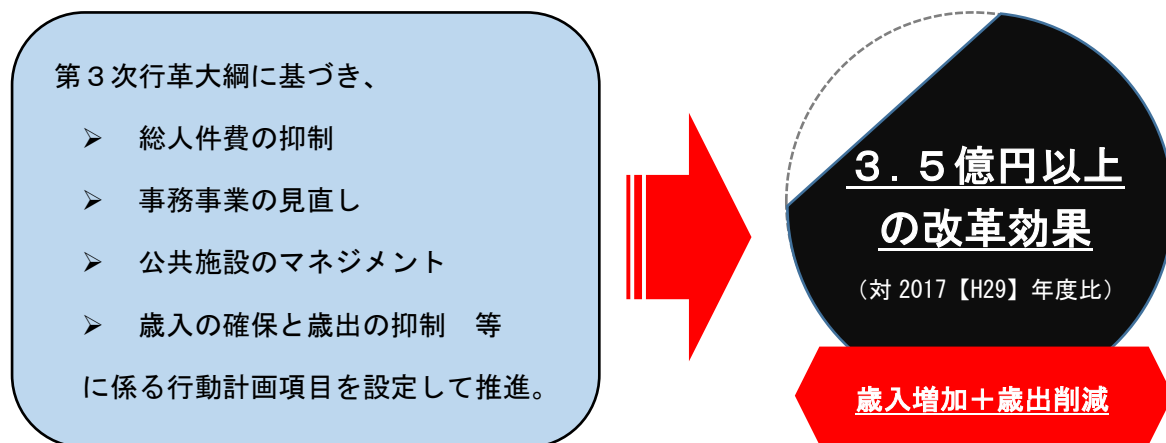 第３次行革大綱に基づき、
➢ 総人件費の抑制
➢ 事務事業の見直し
➢ 公共施設のマネジメント
➢ 歳入の確保と歳出の抑制　等
に係る行動計画項目を設定して推進。
３．５億円以上
の改革効果
（対 2017【H29】年度比）
歳入増加＋歳出削減